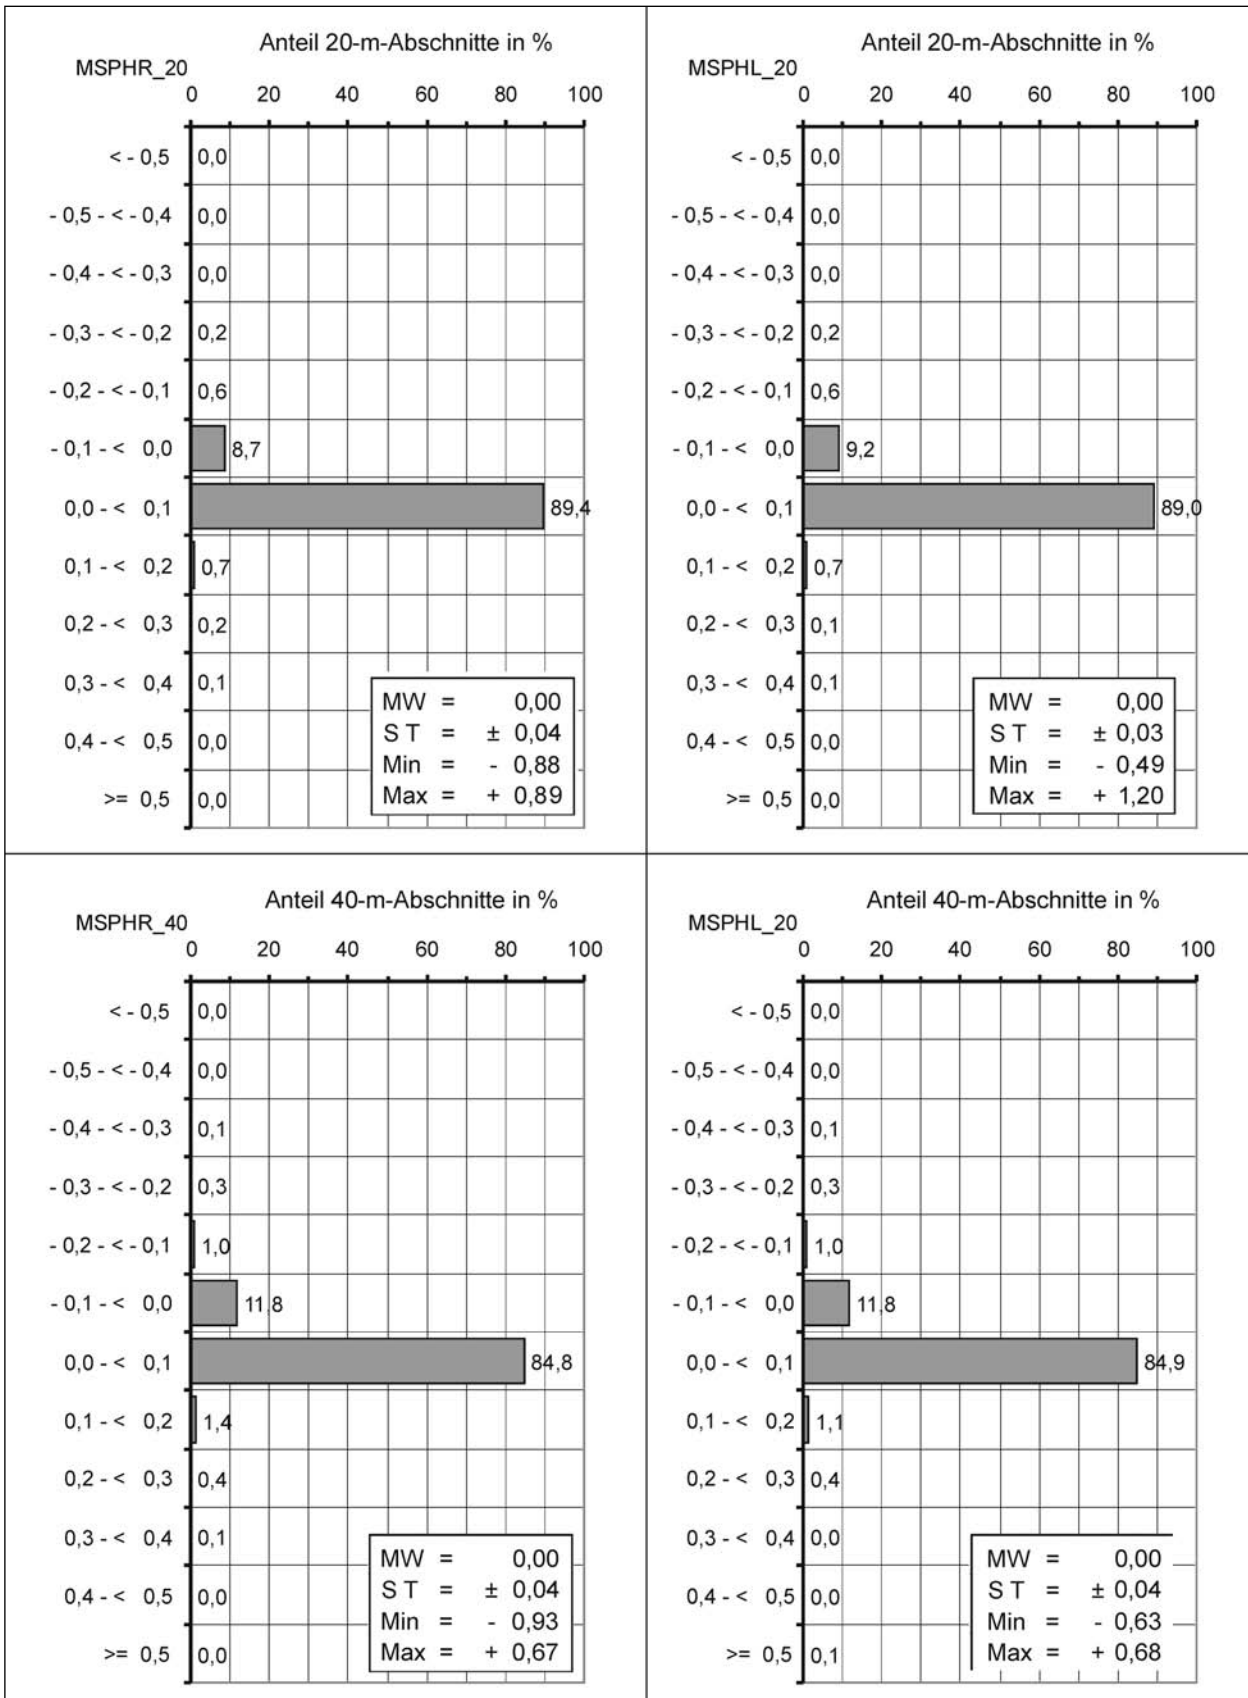 Anteil 20-m-Abschnitte in %
MSPHR_20
0 20 40 60 80 100
< - 0,5 0,0
- 0,5 - < - 0,4 0,0
- 0,4 - < - 0,3 0,0
- 0,3 - < - 0,2 0,2
- 0,2 - < - 0,1 0,6
- 0,1 - < 0,0 8,7
0,0 - < 0,1 89,4
0,1 - < 0,2 0,7
0,2 - < 0,3 0,2
0,3 - < 0,4 0,1
0,4 - < 0,5 0,0
>= 0,5 0,0
MW = 0,00
S T = ± 0,04
Min = - 0,88
Max = + 0,89
Anteil 20-m-Abschnitte in %
MSPHL_20
0 20 40 60 80 100
< - 0,5 0,0
- 0,5 - < - 0,4 0,0
- 0,4 - < - 0,3 0,0
- 0,3 - < - 0,2 0,2
- 0,2 - < - 0,1 0,6
- 0,1 - < 0,0 9,2
0,0 - < 0,1 89,0
0,1 - < 0,2 0,7
0,2 - < 0,3 0,1
0,3 - < 0,4 0,1
0,4 - < 0,5 0,0
>= 0,5 0,0
MW = 0,00
S T = ± 0,03
Min = - 0,49
Max = + 1,20
Anteil 40-m-Abschnitte in %
MSPHR_40
0 20 40 60 80 100
< - 0,5 0,0
- 0,5 - < - 0,4 0,0
- 0,4 - < - 0,3 0,1
- 0,3 - < - 0,2 0,3
- 0,2 - < - 0,1 1,0
- 0,1 - < 0,0 11,8
0,0 - < 0,1 84,8
0,1 - < 0,2 1,4
0,2 - < 0,3 0,4
0,3 - < 0,4 0,1
0,4 - < 0,5 0,0
>= 0,5 0,0
MW = 0,00
S T = ± 0,04
Min = - 0,93
Max = + 0,67
Anteil 40-m-Abschnitte in %
MSPHL_20
0 20 40 60 80 100
< - 0,5 0,0
- 0,5 - < - 0,4 0,0
- 0,4 - < - 0,3 0,1
- 0,3 - < - 0,2 0,3
- 0,2 - < - 0,1 1,0
- 0,1 - < 0,0 11,8
0,0 - < 0,1 84,9
0,1 - < 0,2 1,1
0,2 - < 0,3 0,4
0,3 - < 0,4 0,0
0,4 - < 0,5 0,0
>= 0,5 0,1
MW = 0,00
S T = ± 0,04
Min = - 0,63
Max = + 0,68